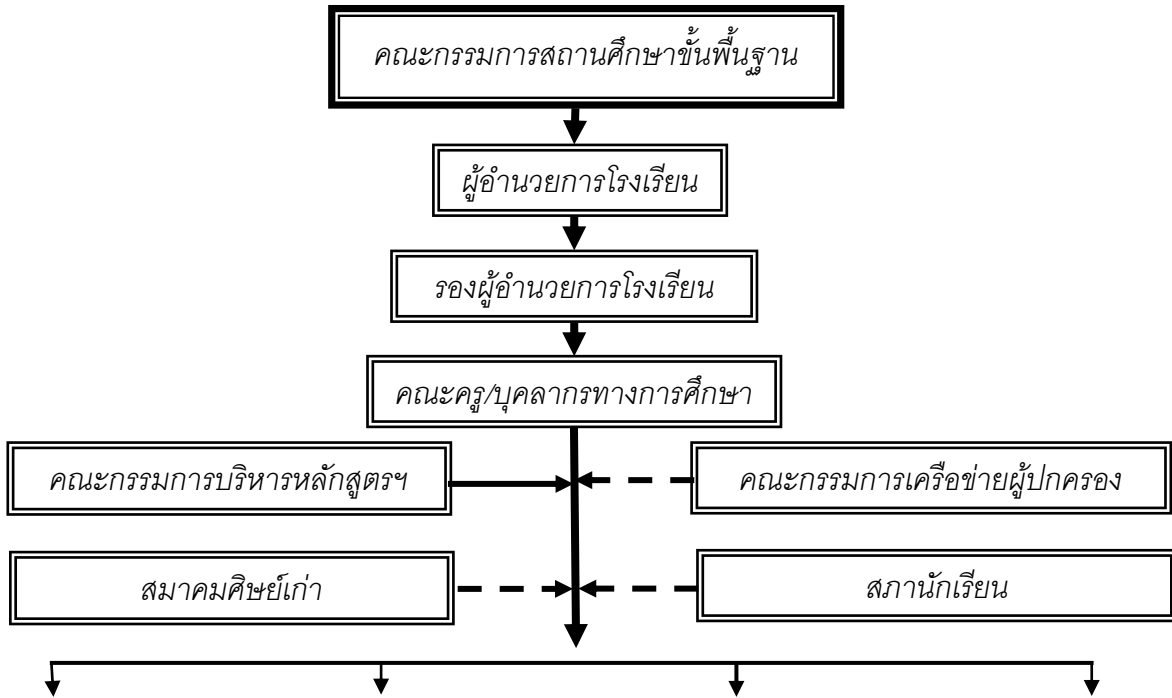 คณะกรรมการสถานศึกษาขั้นพื้นฐาน
ผู้อำนวยการโรงเรียน
รองผู้อำนวยการโรงเรียน
คณะครู/บุคลากรทางการศึกษา
คณะกรรมการบริหารหลักสูตรฯ
คณะกรรมการเครือข่ายผู้ปกครอง
สมาคมศิษย์เก่า
สภานักเรียน